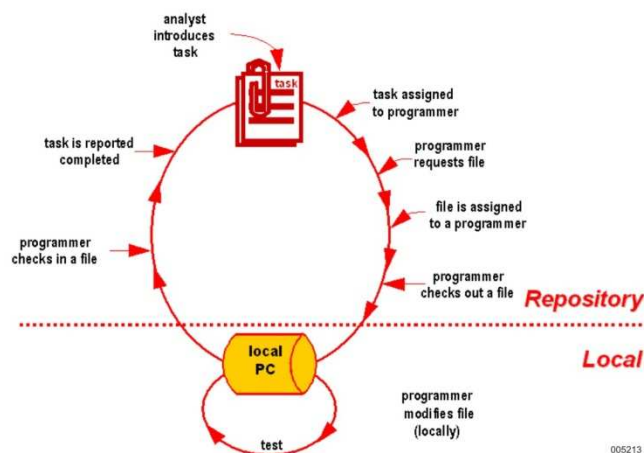 analyst
introduces
task
task
task assigned
to programmer
task is reported
completed
programmer
requests file
file is assigned
to a programmer
programmer
checks in a file
programmer
checks out a file
Repository
Local
local
PC
programmer
modifies file
(locally)
test
005213